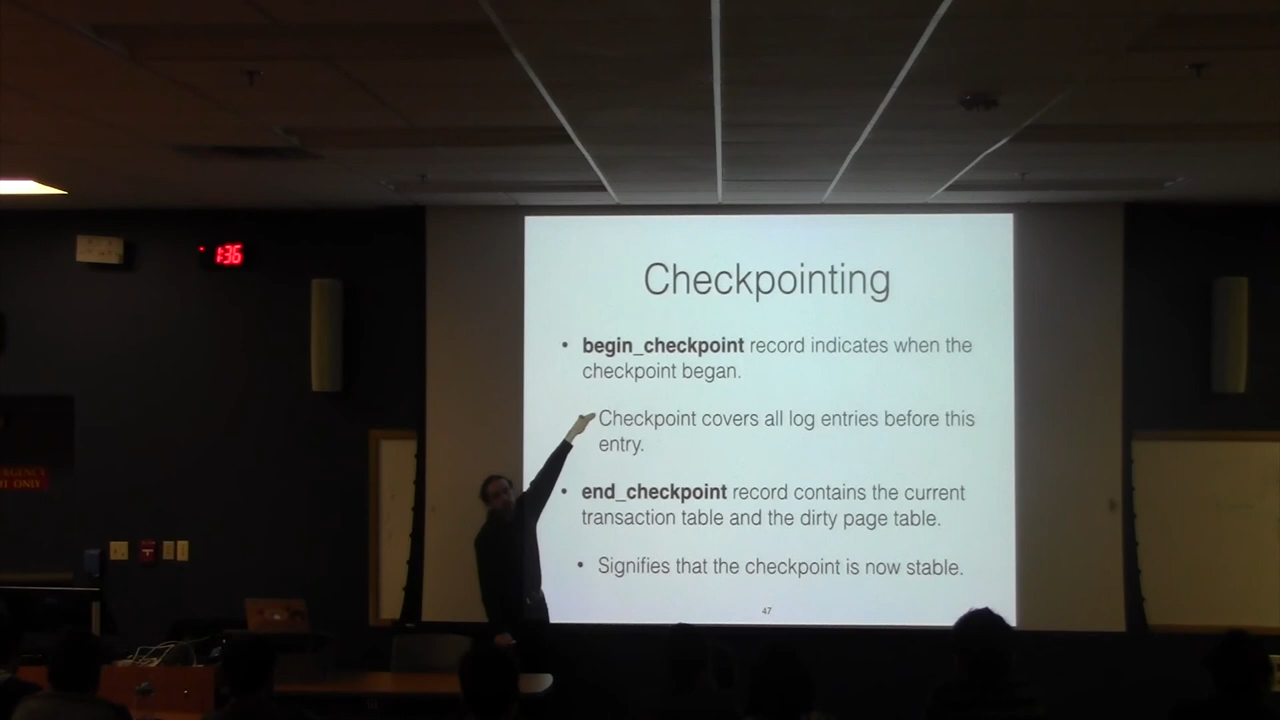 1:36
Checkpointing
• begin_checkpoint record indicates when the
checkpoint began.
Checkpoint covers all log entries before this
entry.
• end_checkpoint record contains the current
transaction table and the dirty page table.
• Signifies that the checkpoint is now stable.
47
ONLY